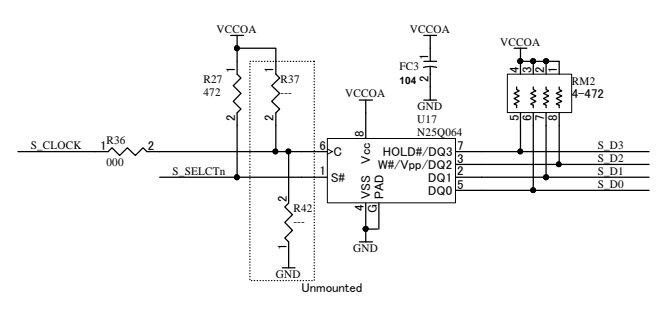 VCCOA
VCCOA
VCCOA
1
R27
472
2
1
R37
---
2
FC3
104
1
2
GND
VCCOA
U17
N25Q064
4
3
2
1
RM2
4-472
5
6
7
8
S_CLOCK
1
R36
2
000
S_SELCTn
6
C
1
S#
8
Vcc
HOLD#/DQ3
7
W#/Vpp/DQ2
3
DQ1
2
DQ0
5
VSS
PAD
4
G
GND
S_D3
S_D2
S_D1
S_D0
2
R42
---
1
GND
Unmounted